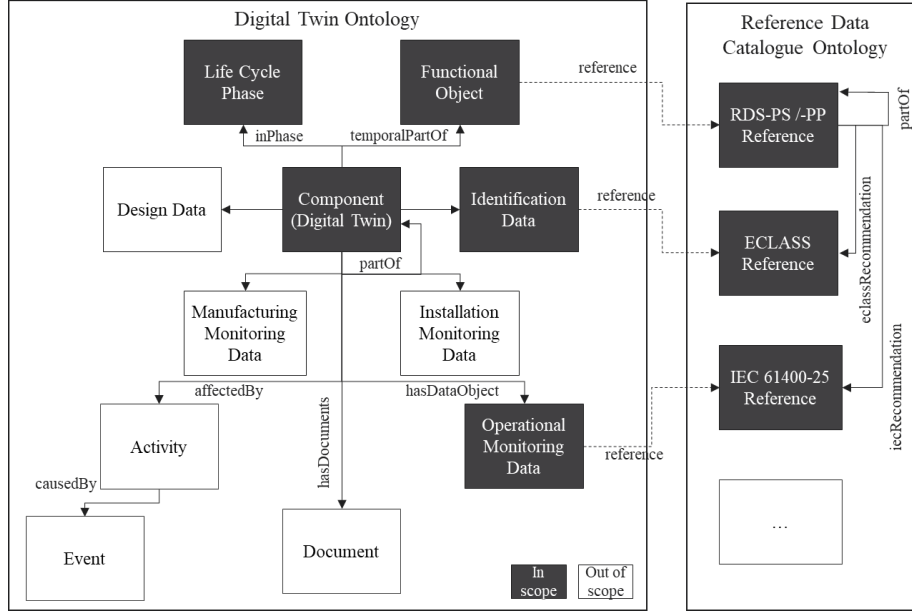 Digital Twin Ontology
Reference Data
Catalogue Ontology
Life Cycle
Phase
Functional
Object
reference
RDS-PS /-PP
Reference
partOf
inPhase
temporalPartOf
Design Data
Component
(Digital Twin)
Identification
Data
reference
ECLASS
Reference
eclassRecommendation
partOf
Manufacturing
Monitoring
Data
Installation
Monitoring
Data
IEC 61400-25
Reference
iecRecommendation
affectedBy
hasDataObject
hasDocuments
Activity
Operational
Monitoring
Data
reference
causedBy
Event
Document
...
In
scope
Out of
scope